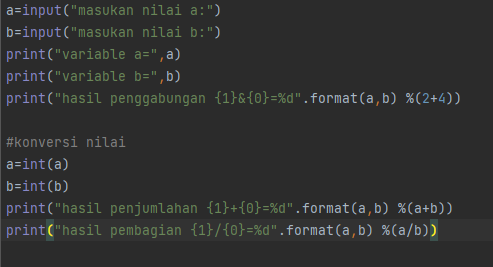 a=input("masukan nilai a:")
b=input("masukan nilai b:")
print("variable a=",a)
print("variable b=",b)
print("hasil penggabungan {1}&{0}=%d".format(a,b) %(2+4))
#konversi nilai
a=int(a)
b=int(b)
print("hasil penjumlahan {1}+{0}=%d".format(a,b) %(a+b))
print("hasil pembagian {1}/{0}=%d".format(a,b) %(a/b))